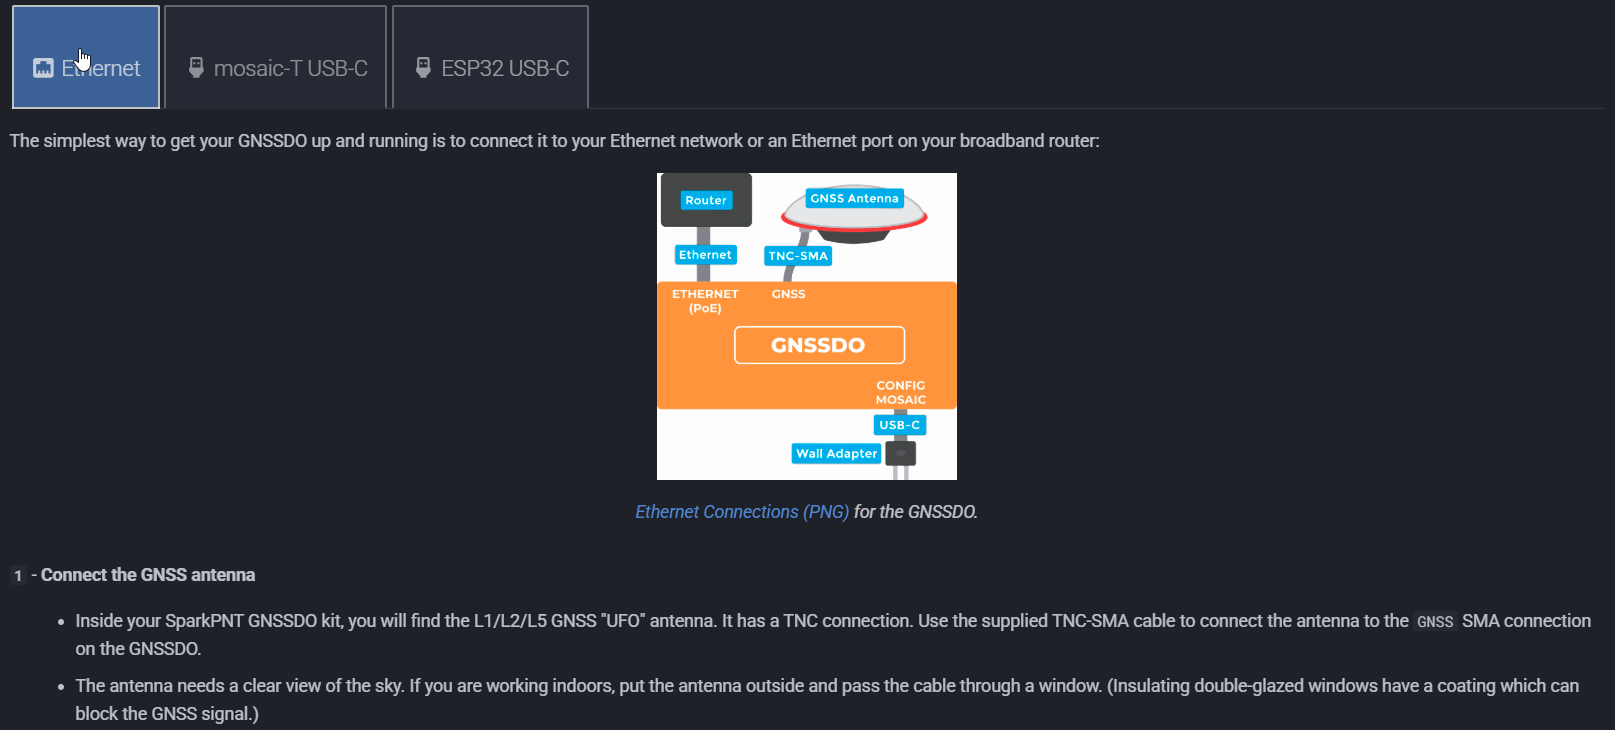 Ethernet
mosaic-T USB-C
ESP32 USB-C
The simplest way to get your GNSSDO up and running is to connect it to your Ethernet network or an Ethernet port on your broadband router:
Router
GNSS Antenna
Ethernet
TNC-SMA
ETHERNET
(PoE)
GNSS
GNSSDO
CONFIG
MOSAIC
USB-C
Wall Adapter
Ethernet Connections (PNG) for the GNSSDO.
1 - Connect the GNSS antenna
• Inside your SparkPNT GNSSDO kit, you will find the L1/L2/L5 GNSS "UFO" antenna. It has a TNC connection. Use the supplied TNC-SMA cable to connect the antenna to the GNSS SMA connection
on the GNSSDO.
• The antenna needs a clear view of the sky. If you are working indoors, put the antenna outside and pass the cable through a window. (Insulating double-glazed windows have a coating which can
block the GNSS signal.)